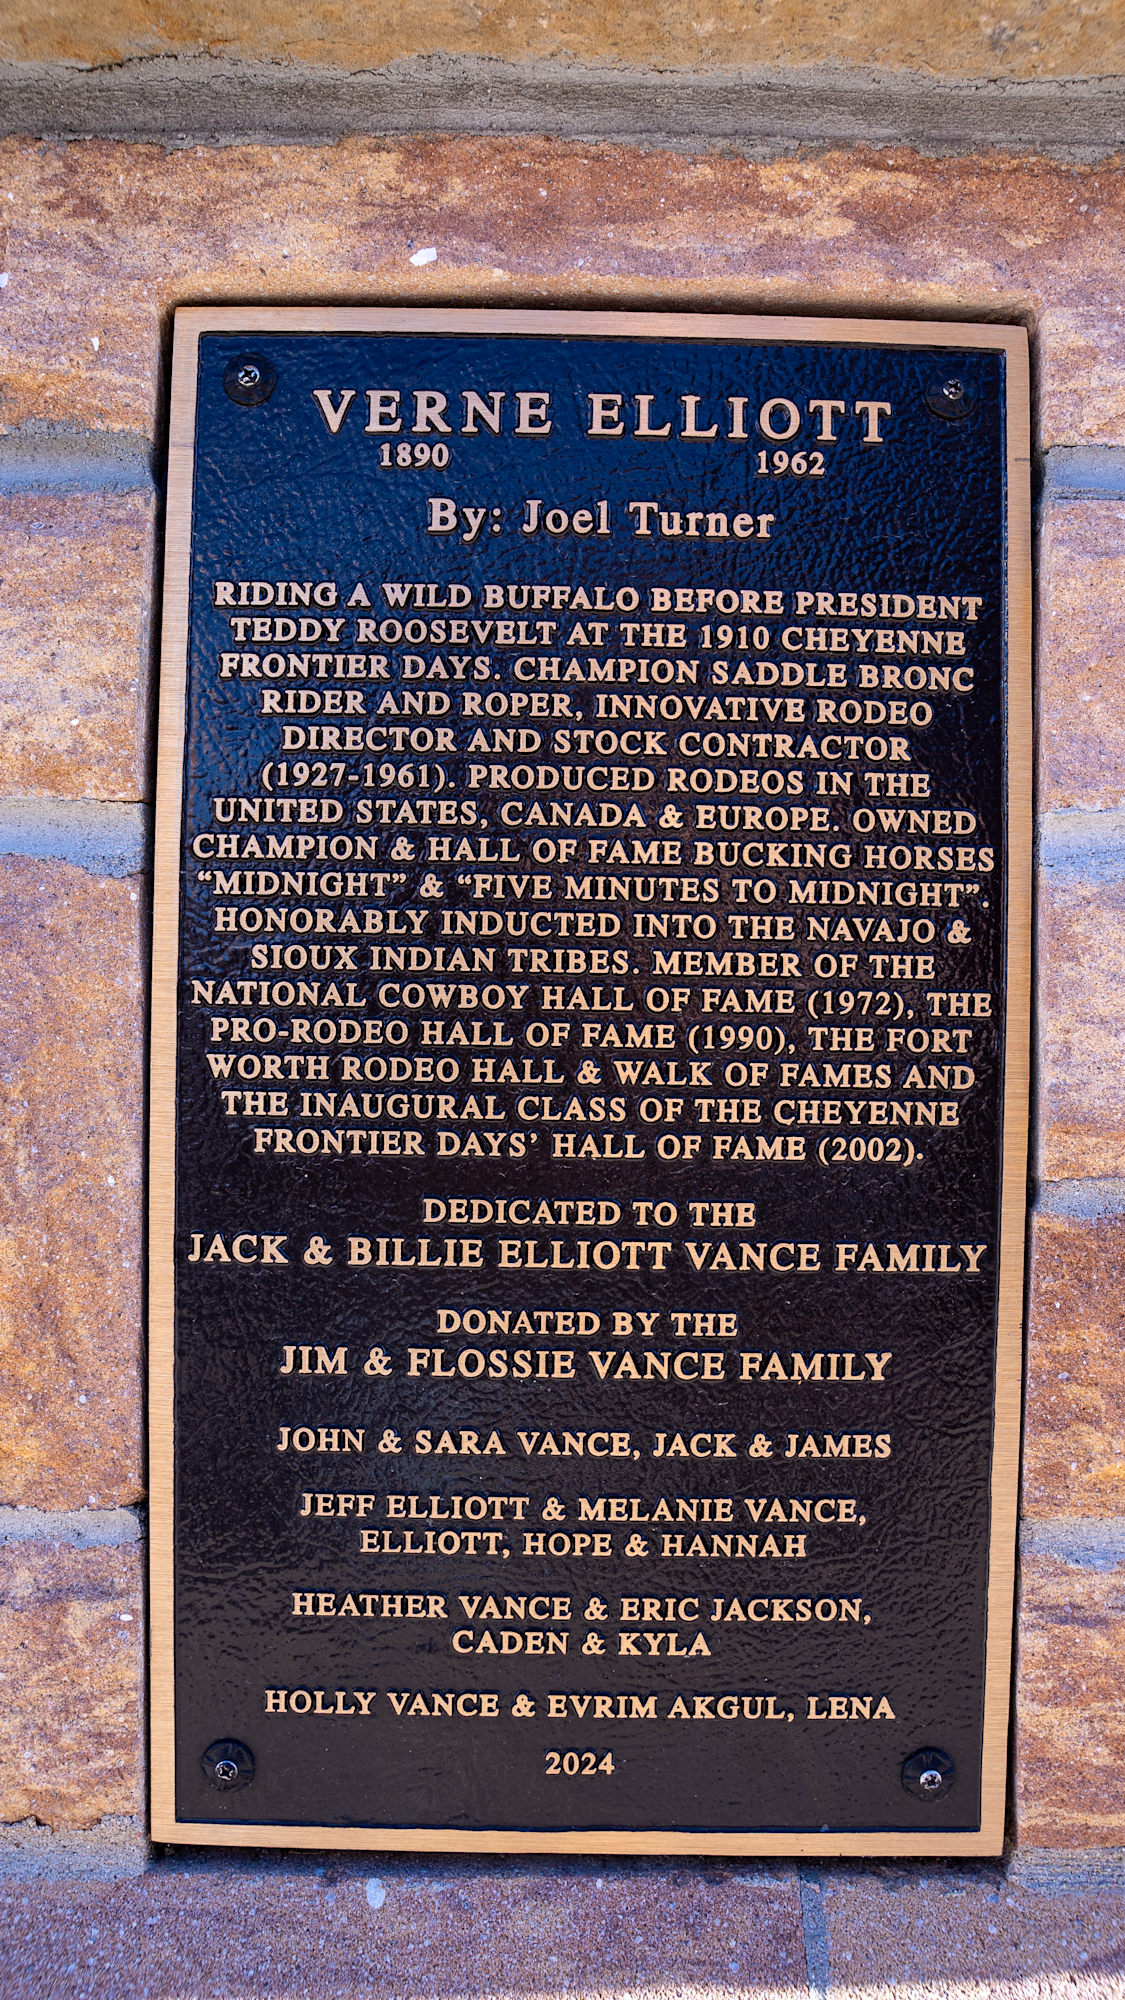 VERNE ELLIOTT
1890 1962
By: Joel Turner
RIDING A WILD BUFFALO BEFORE PRESIDENT
TEDDY ROOSEVELT AT THE 1910 CHEYENNE
FRONTIER DAYS. CHAMPION SADDLE BRONC
RIDER AND ROPER, INNOVATIVE RODEO
DIRECTOR AND STOCK CONTRACTOR
(1927-1961). PRODUCED RODEOS IN THE
UNITED STATES, CANADA & EUROPE. OWNED
CHAMPION & HALL OF FAME BUCKING HORSES
“MIDNIGHT” & “FIVE MINUTES TO MIDNIGHT”.
HONORABLY INDUCTED INTO THE NAVAJO &
SIOUX INDIAN TRIBES. MEMBER OF THE
NATIONAL COWBOY HALL OF FAME (1972), THE
PRO-RODEO HALL OF FAME (1990), THE FORT
WORTH RODEO HALL & WALK OF FAMES AND
THE INAUGURAL CLASS OF THE CHEYENNE
FRONTIER DAYS’ HALL OF FAME (2002).
DEDICATED TO THE
JACK & BILLIE ELLIOTT VANCE FAMILY
DONATED BY THE
JIM & FLOSSIE VANCE FAMILY
JOHN & SARA VANCE, JACK & JAMES
JEFF ELLIOTT & MELANIE VANCE,
ELLIOTT, HOPE & HANNAH
HEATHER VANCE & ERIC JACKSON,
CADEN & KYLA
HOLLY VANCE & EVRIM AKGUL, LENA
2024